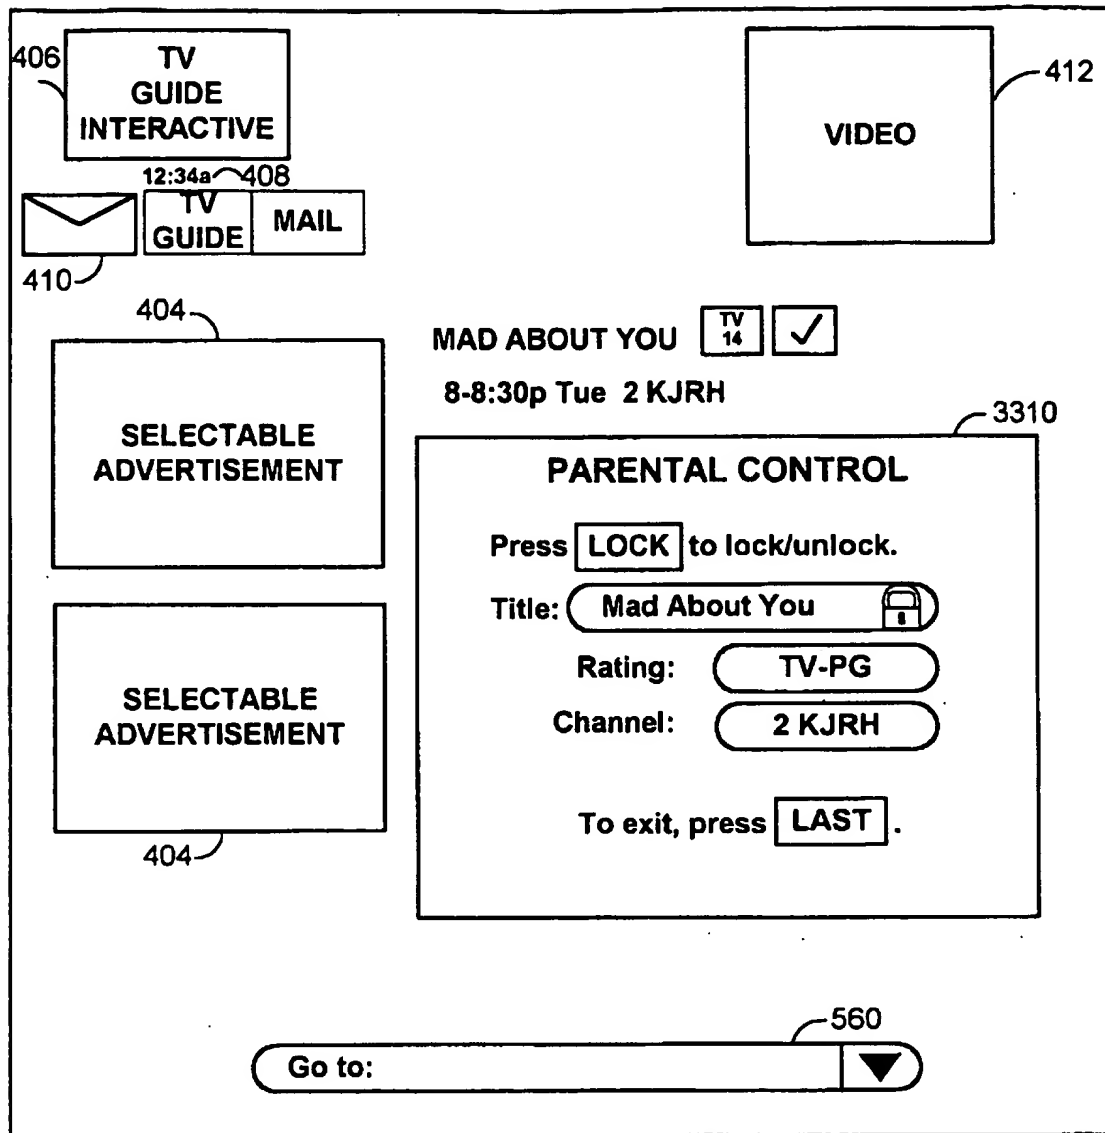 406
TV
GUIDE
INTERACTIVE
VIDEO
412
12:34a
408
TV
GUIDE
MAIL
410
404
MAD ABOUT YOU
TV
14
8-8:30p Tue 2 KJRH
SELECTABLE
ADVERTISEMENT
3310
PARENTAL CONTROL
Press LOCK to lock/unlock.
Title: Mad About You
Rating: TV-PG
Channel: 2 KJRH
To exit, press LAST .
SELECTABLE
ADVERTISEMENT
404
560
Go to: